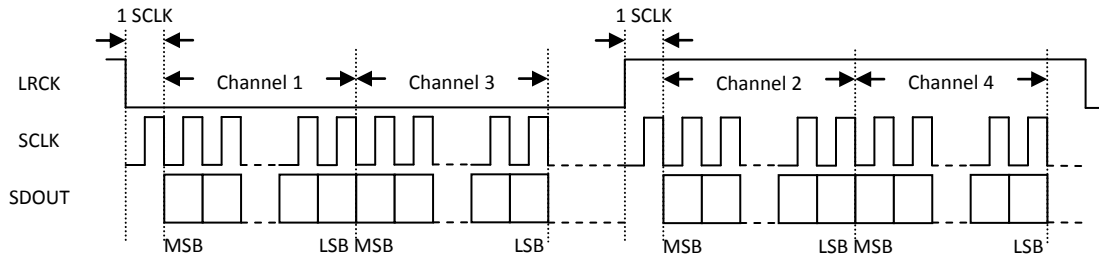 1 SCLK 1 SCLK
LRCK Channel 1 Channel 3 Channel 2 Channel 4
SCLK
SDOUT
MSB LSB MSB LSB MSB LSB MSB LSB